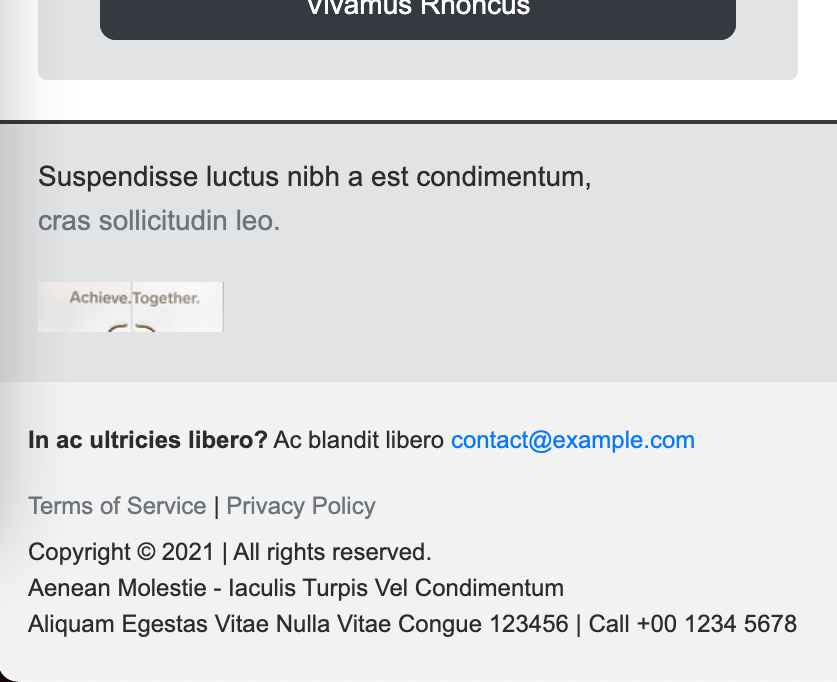 Vivamus Rhoncus
Suspendisse luctus nibh a est condimentum,
cras sollicitudin leo.
Achieve.Together.
In ac ultricies libero? Ac blandit libero contact@example.com
Terms of Service | Privacy Policy
Copyright © 2021 | All rights reserved.
Aenean Molestie - Iaculis Turpis Vel Condimentum
Aliquam Egestas Vitae Nulla Vitae Congue 123456 | Call +00 1234 5678